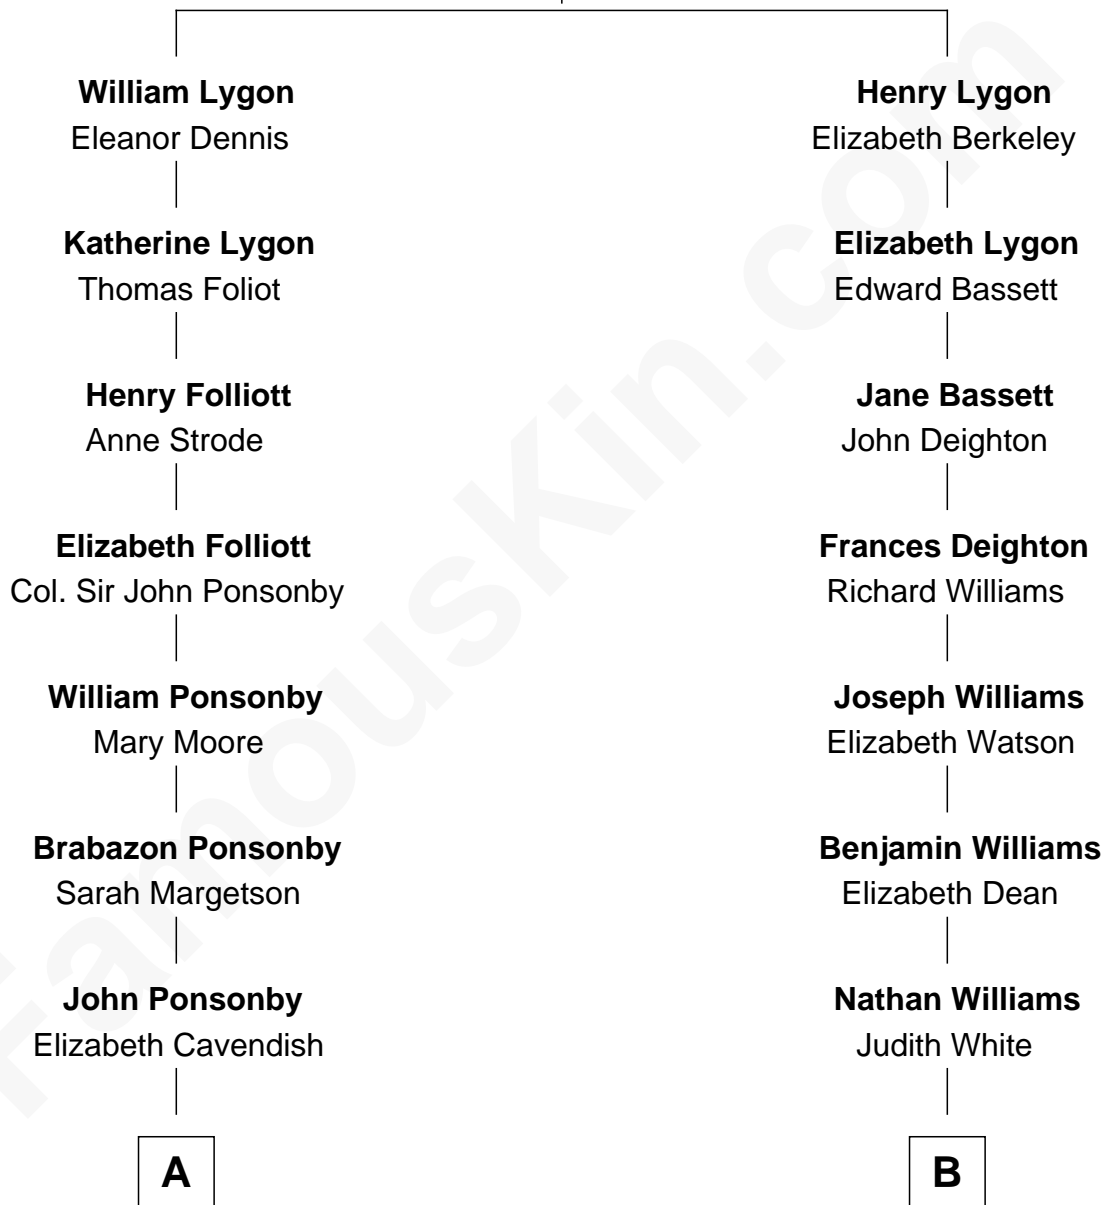 William Lygon
Eleanor Dennis
Katherine Lygon
Thomas Foliot
Henry Folliott
Anne Strode
Elizabeth Folliott
Col. Sir John Ponsonby
William Ponsonby
Mary Moore
Brabazon Ponsonby
Sarah Margetson
John Ponsonby
Elizabeth Cavendish
A
Henry Lygon
Elizabeth Berkeley
Elizabeth Lygon
Edward Bassett
Jane Bassett
John Deighton
Frances Deighton
Richard Williams
Joseph Williams
Elizabeth Watson
Benjamin Williams
Elizabeth Dean
Nathan Williams
Judith White
B
FamousKin.com